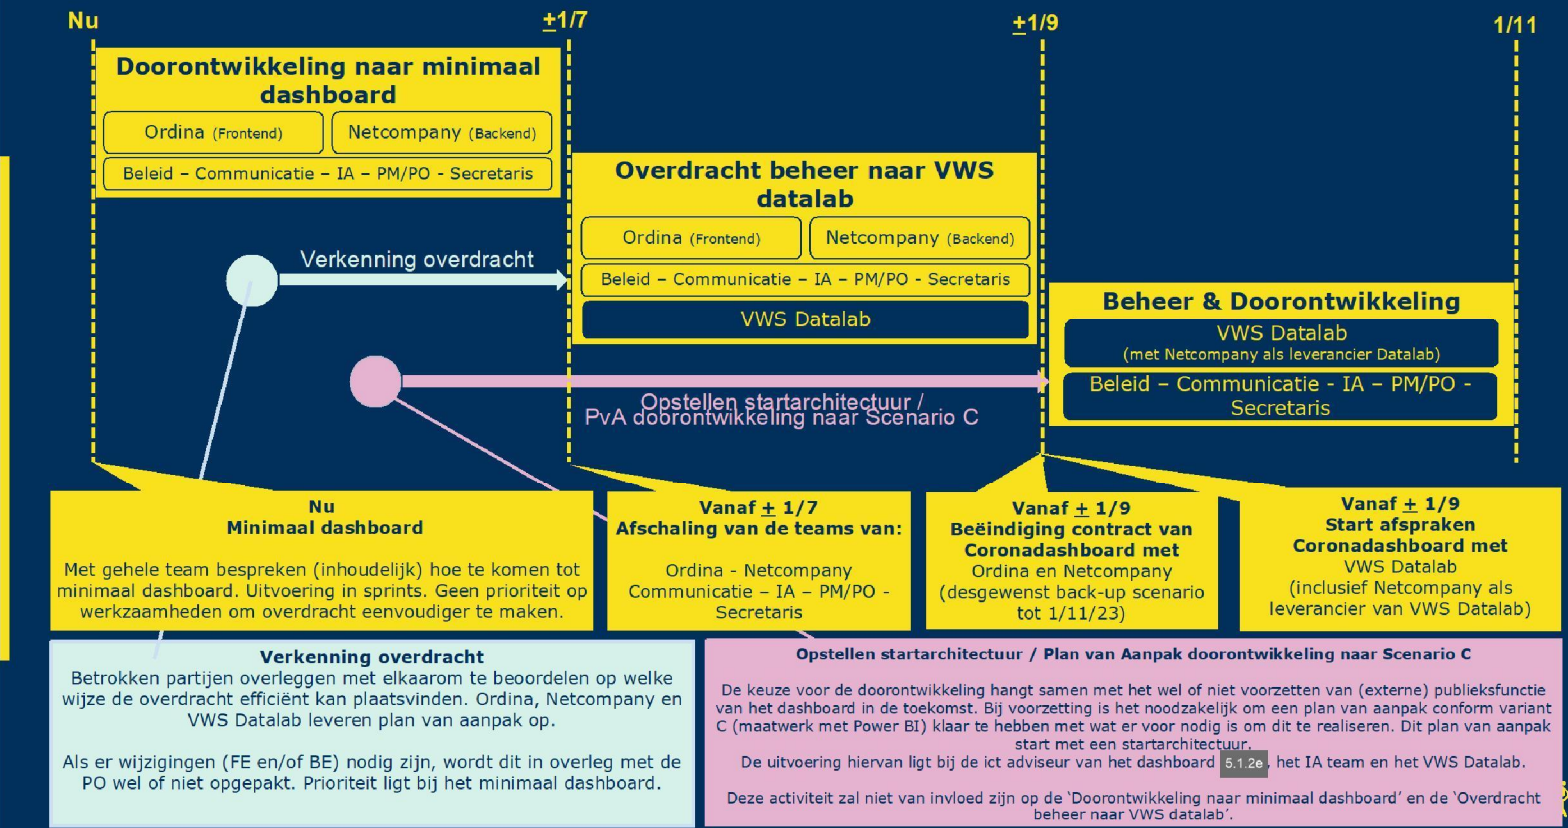 Nu
±1/7
±1/9
1/11
Doorontwikkeling naar minimaal
dashboard
Ordina (Frontend)
Netcompany (Backend)
Beleid – Communicatie – IA – PM/PO - Secretaris
Overdracht beheer naar VWS
datalab
Ordina (Frontend)
Netcompany (Backend)
Beleid – Communicatie – IA – PM/PO - Secretaris
VWS Datalab
Verkenning overdracht
Beheer & Doorontwikkeling
VWS Datalab
(met Netcompany als leverancier Datalab)
Beleid – Communicatie - IA – PM/PO -
Secretaris
Opstellen startarchitectuur /
PvA doorontwikkeling naar Scenario C
Nu
Minimaal dashboard
Met gehele team bespreken (inhoudelijk) hoe te komen tot
minimaal dashboard. Uitvoering in sprints. Geen prioriteit op
werkzaamheden om overdracht eenvoudiger te maken.
Vanaf ± 1/7
Afschaling van de teams van:
Ordina - Netcompany
Communicatie – IA – PM/PO -
Secretaris
Vanaf ± 1/9
Beëindiging contract van
Coronadashboard met
Ordina en Netcompany
(desgewenst back-up scenario
tot 1/11/23)
Vanaf ± 1/9
Start afspraken
Coronadashboard met
VWS Datalab
(inclusief Netcompany als
leverancier van VWS Datalab)
Verkenning overdracht
Betrokken partijen overleggen met elkaarom te beoordelen op welke
wijze de overdracht efficiënt kan plaatsvinden. Ordina, Netcompany en
VWS Datalab leveren plan van aanpak op.
Als er wijzigingen (FE en/of BE) nodig zijn, wordt dit in overleg met de
PO wel of niet opgepakt. Prioriteit ligt bij het minimaal dashboard.
Opstellen startarchitectuur / Plan van Aanpak doorontwikkeling naar Scenario C
De keuze voor de doorontwikkeling hangt samen met het wel of niet voorzetten van (externe) publieksfunctie
van het dashboard in de toekomst. Bij voorzetting is het noodzakelijk om een plan van aanpak conform variant
C (maatwerk met Power BI) klaar te hebben met wat er voor nodig is om dit te realiseren. Dit plan van aanpak
start met een startarchitectuur.
De uitvoering hiervan ligt bij de ict adviseur van het dashboard 5.1.2e, het IA team en het VWS Datalab.
Deze activiteit zal niet van invloed zijn op de ‘Doorontwikkeling naar minimaal dashboard’ en de ‘Overdracht
beheer naar VWS datalab’.